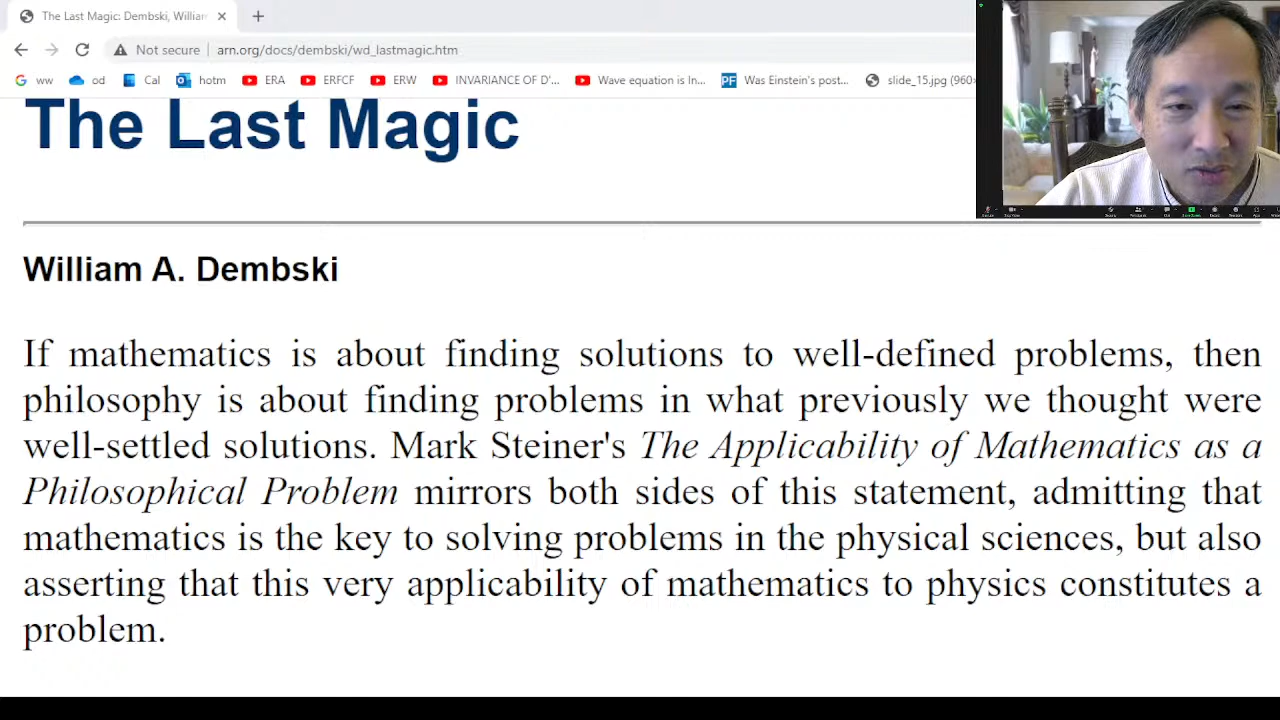 The Last Magic: Dembski, William
Not secure | arn.org/docs/dembski/wd_lastmagic.htm
ww od Cal hotm ERA ERFCF ERW INVARIANCE OF D'... Wave equation is In... PF Was Einstein's post... slide_15.jpg (960×
The Last Magic
William A. Dembski
If mathematics is about finding solutions to well-defined problems, then
philosophy is about finding problems in what previously we thought were
well-settled solutions. Mark Steiner's The Applicability of Mathematics as a
Philosophical Problem mirrors both sides of this statement, admitting that
mathematics is the key to solving problems in the physical sciences, but also
asserting that this very applicability of mathematics to physics constitutes a
problem.